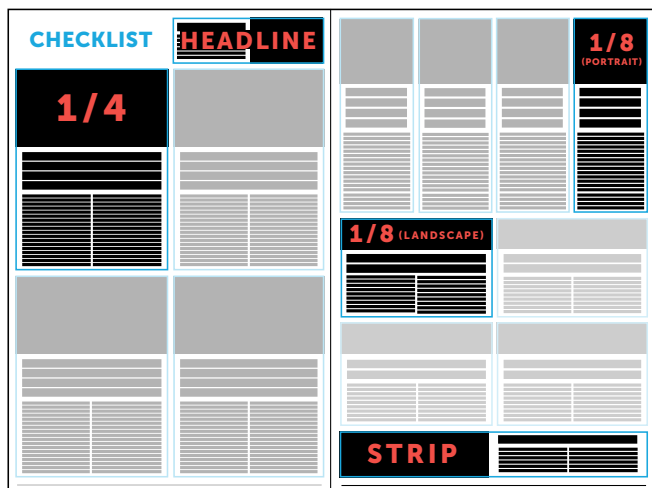 CHECKLIST
HEADLINE
1/4
1/8
(PORTRAIT)
1/8 (LANDSCAPE)
STRIP